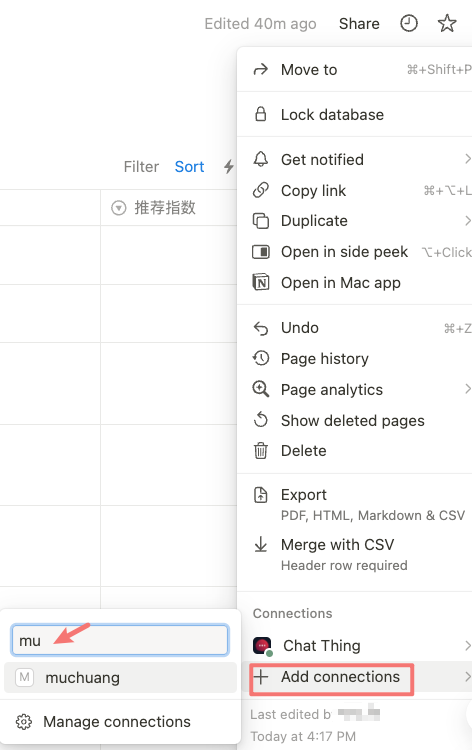 Edited 40m ago Share
Move to ⌘+Shift+P
Lock database
Filter Sort
Get notified
Copy link ⌘+⌥+L
推荐指数
Duplicate
Open in side peek ⌥+Click
Open in Mac app
Undo ⌘+Z
Page history
Page analytics
Show deleted pages
Delete
Export
PDF, HTML, Markdown & CSV
Merge with CSV
Header row required
Connections
Chat Thing
Add connections
Last edited b
Today at 4:17 PM
mu
M muchuang
Manage connections